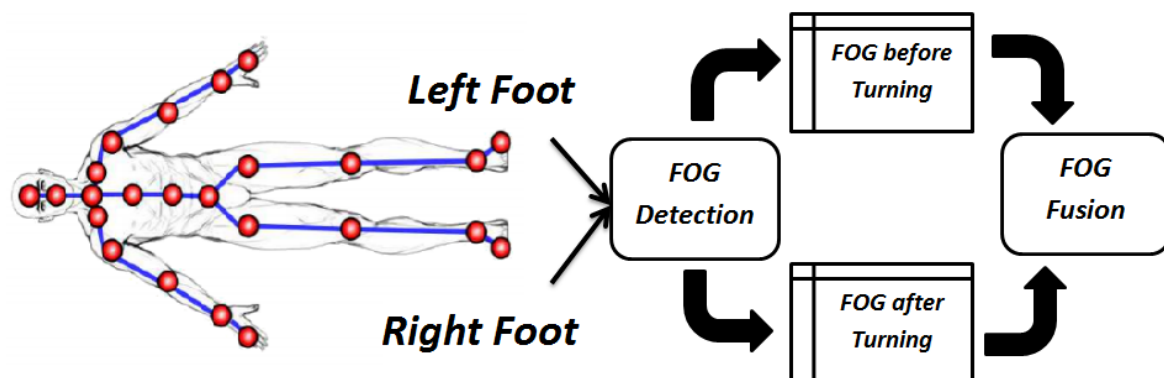 Left Foot
Right Foot
FOG
Detection
FOG before
Turning
FOG after
Turning
FOG
Fusion